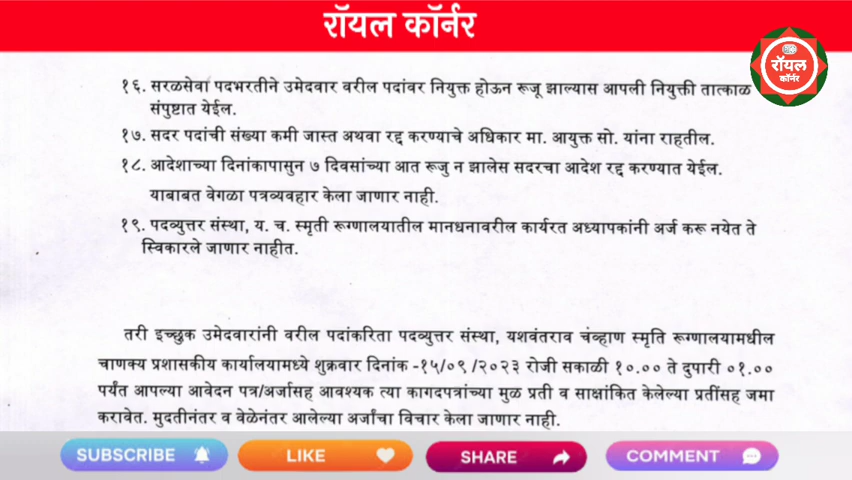 रॉयल कॉर्नर
रॉयल
कॉर्नर
१६. सरळसेवा पदभरतीने उमेदवार वरील पदांवर नियुक्त होऊन रूजू झाल्यास आपली नियुक्ती तात्काळ
संपुष्टात येईल.
१७. सदर पदांची संख्या कमी जास्त अथवा रद्द करण्याचे अधिकार मा. आयुक्त सो. यांना राहतील.
१८. आदेशाच्या दिनांकापासुन ७ दिवसांच्या आत रूजु न झालेस सदरचा आदेश रद्द करण्यात येईल.
याबाबत वेगळा पत्रव्यवहार केला जाणार नाही.
१९. पदव्युत्तर संस्था, य. च. स्मृती रूग्णालयातील मानधनावरील कार्यरत अध्यापकांनी अर्ज करू नयेत ते
स्विकारले जाणार नाहीत.
तरी इच्छुक उमेदवारांनी वरील पदांकरिता पदव्युत्तर संस्था, यशवंतराव चंव्हाण स्मृति रूग्णालयामधील
चाणक्य प्रशासकीय कार्यालयामध्ये शुक्रवार दिनांक -१५/०९ /२०२३ रोजी सकाळी १०.०० ते दुपारी ०१.००
पर्यंत आपल्या आवेदन पत्र/अर्जासह आवश्यक त्या कागदपत्रांच्या मुळ प्रती व साक्षांकित केलेल्या प्रतींसह जमा
करावेत. मुदतीनंतर व वेळेनंतर आलेल्या अर्जांचा विचार केला जाणार नाही.
SUBSCRIBE LIKE SHARE COMMENT